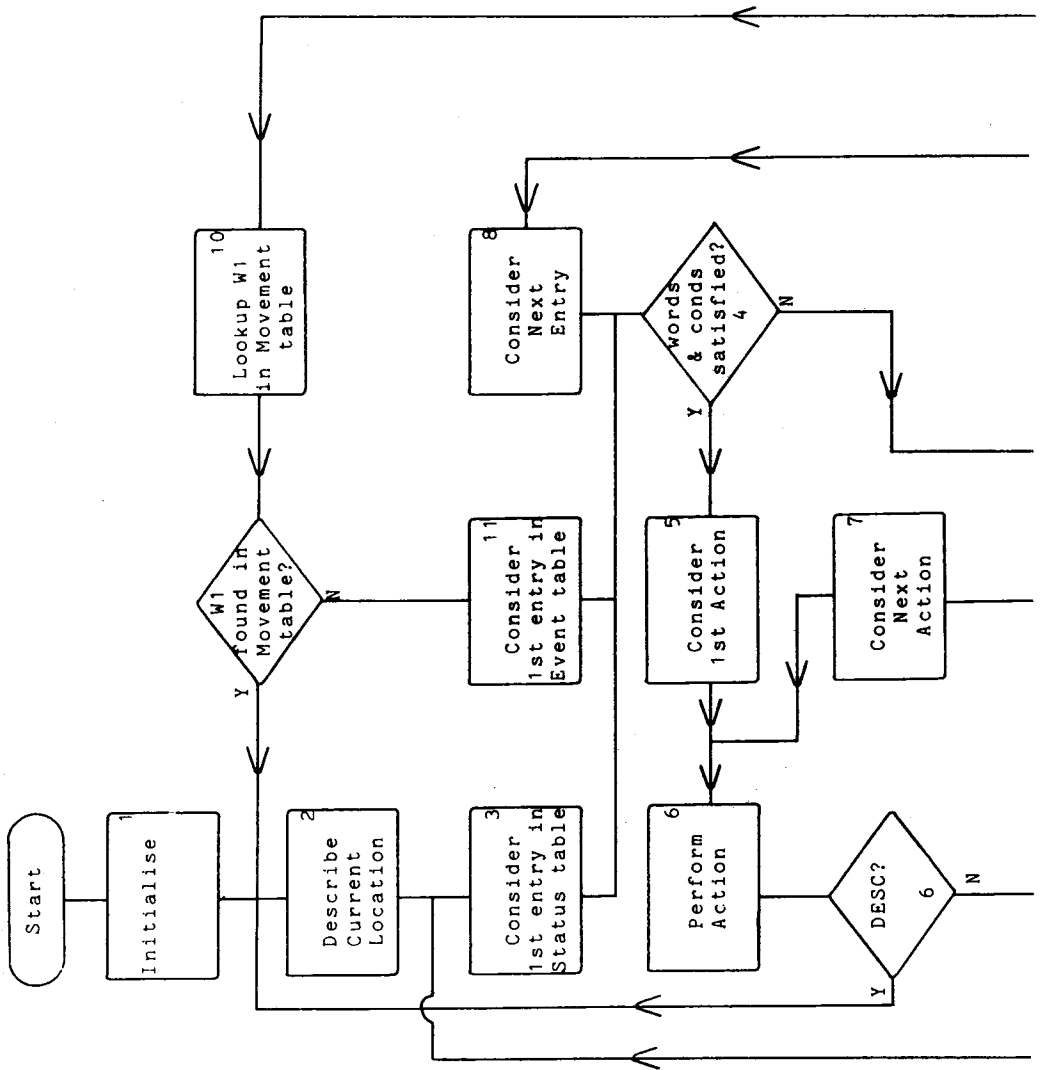 Start
1
Initialise
2
Describe
Current
Location
3
Consider
1st entry in
Status table
W1
found in
Movement
table?
Y
N
10
Lookup W1
in Movement
table
11
Consider
1st entry in
Event table
8
Consider
Next
Entry
Words
& conds
satisfied?
4
Y
N
5
Consider
1st Action
6
Perform
Action
7
Consider
Next
Action
DESC?
6
Y
N